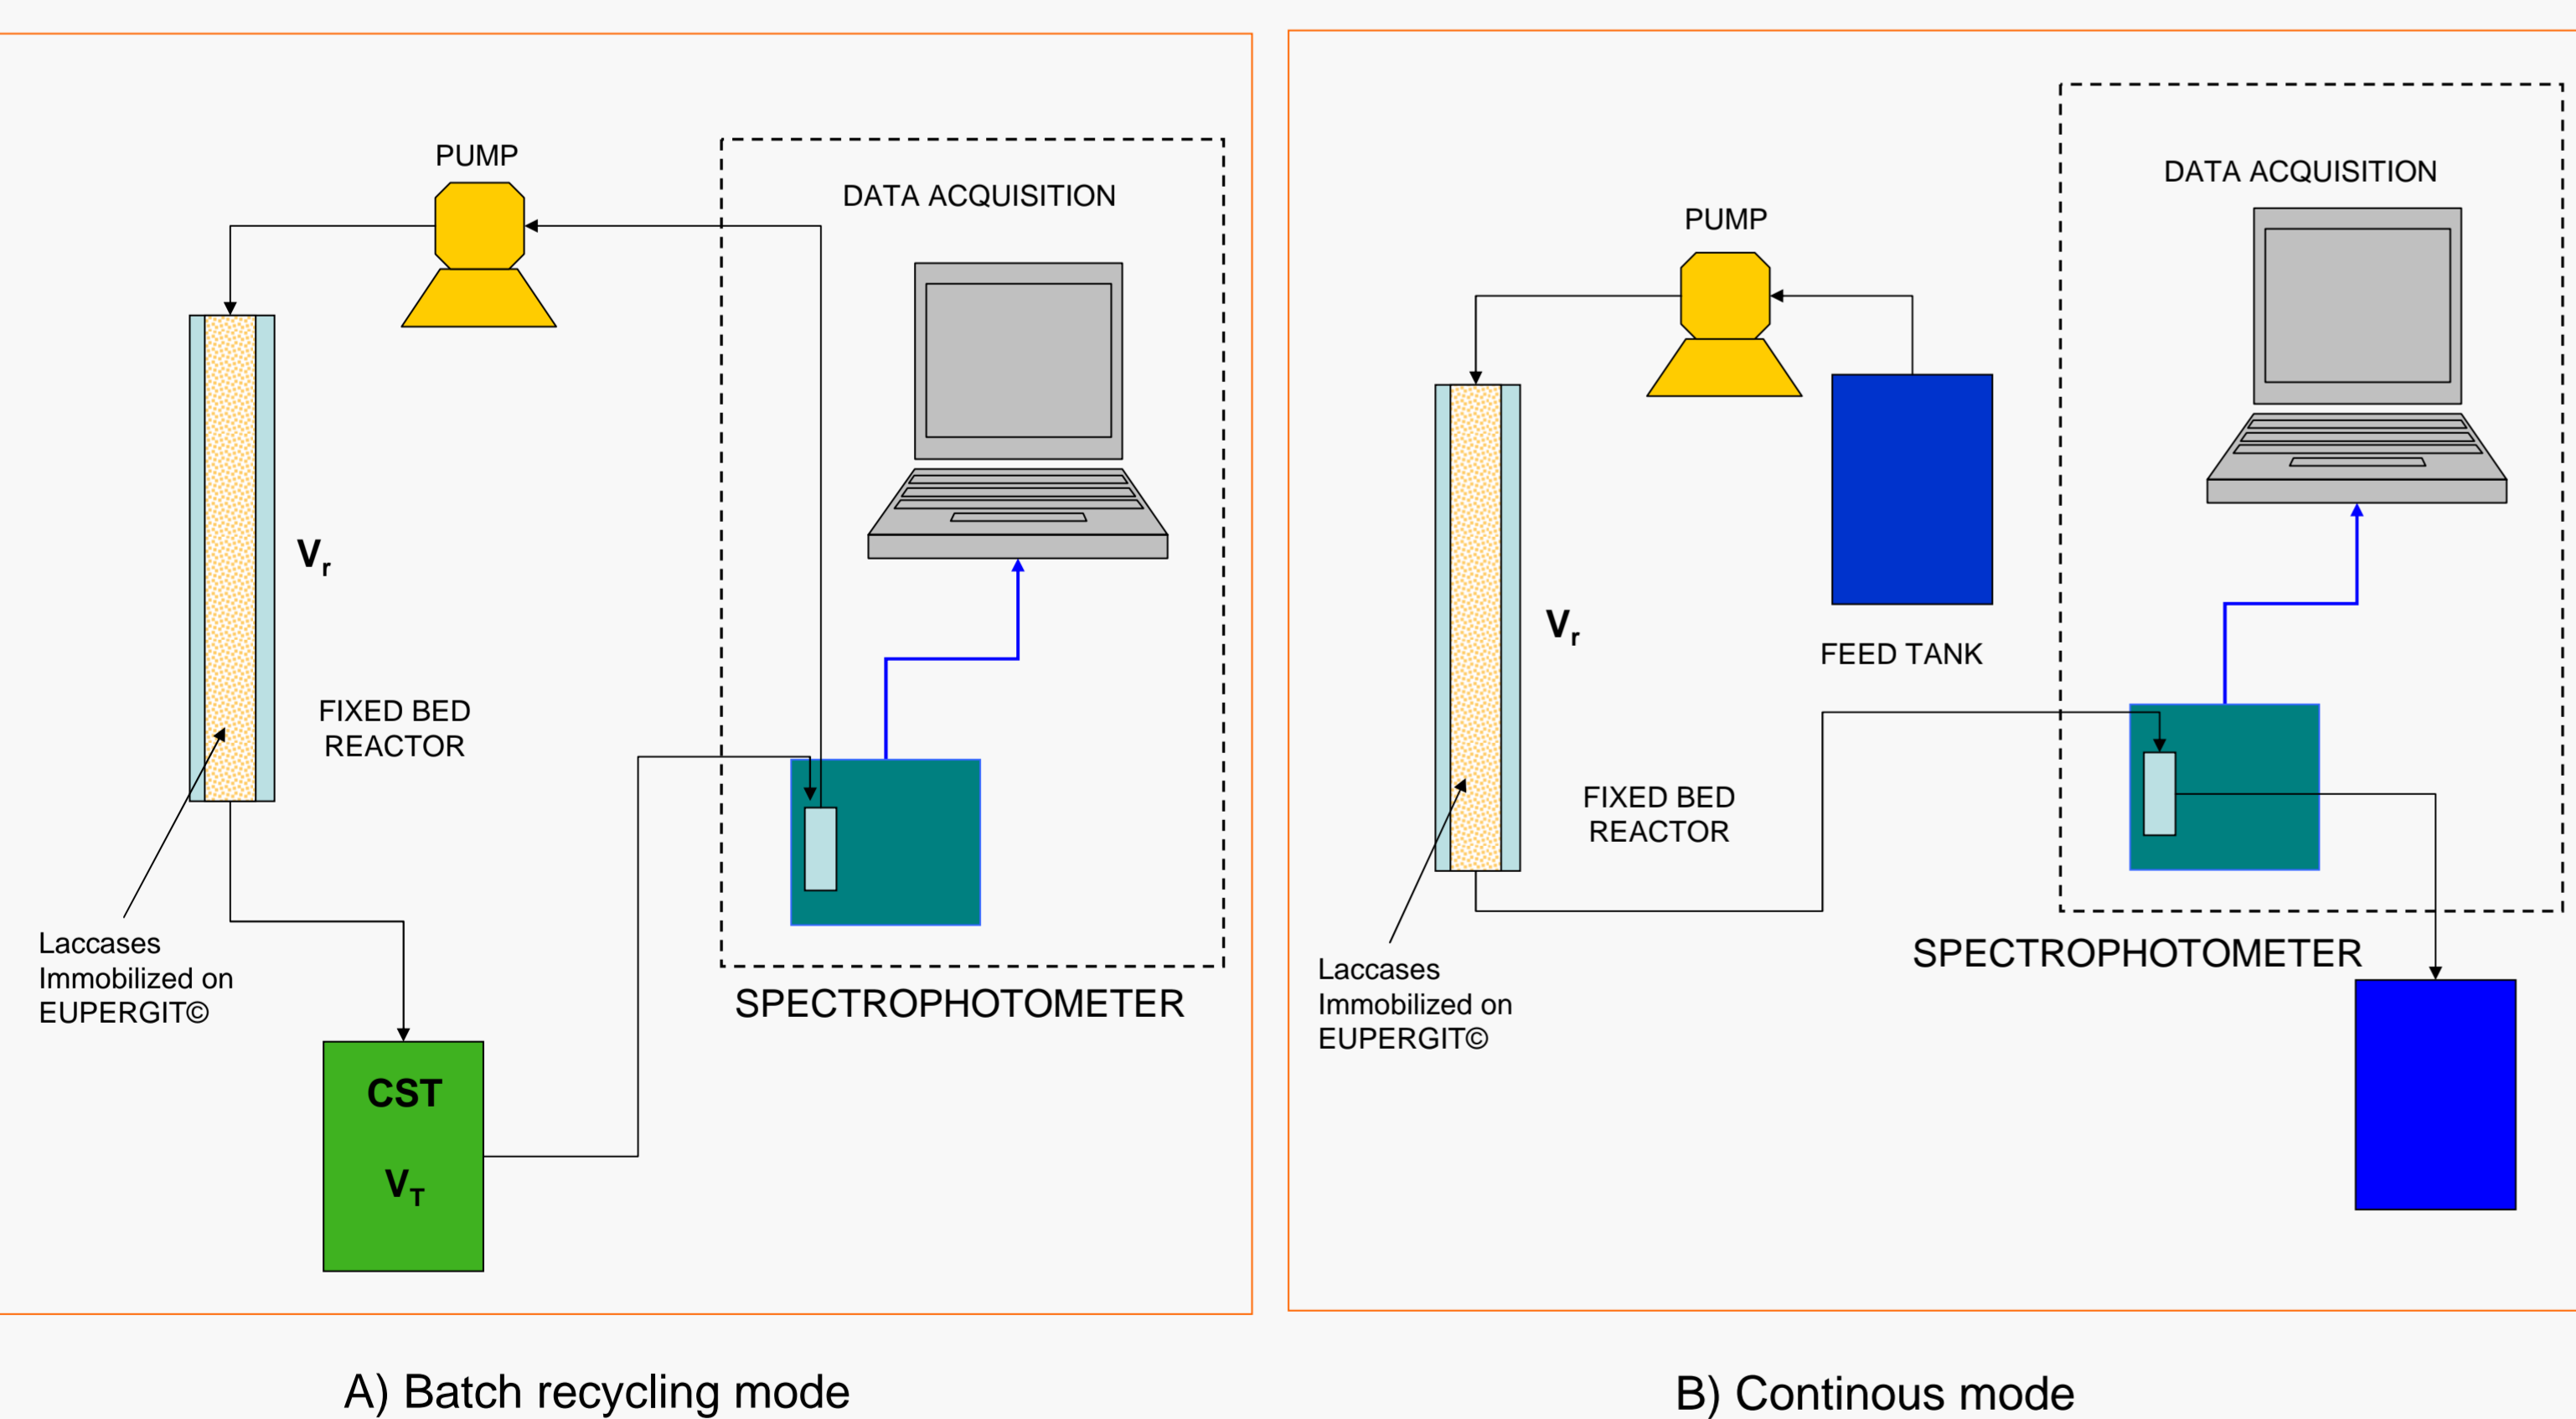 PUMP
DATA ACQUISITION
Vr
FIXED BED
REACTOR
Laccases
Immobilized on
EUPERGIT©
SPECTROPHOTOMETER
CST
VT
A) Batch recycling mode
DATA ACQUISITION
PUMP
Vr
FEED TANK
FIXED BED
REACTOR
SPECTROPHOTOMETER
Laccases
Immobilized on
EUPERGIT©
B) Continous mode